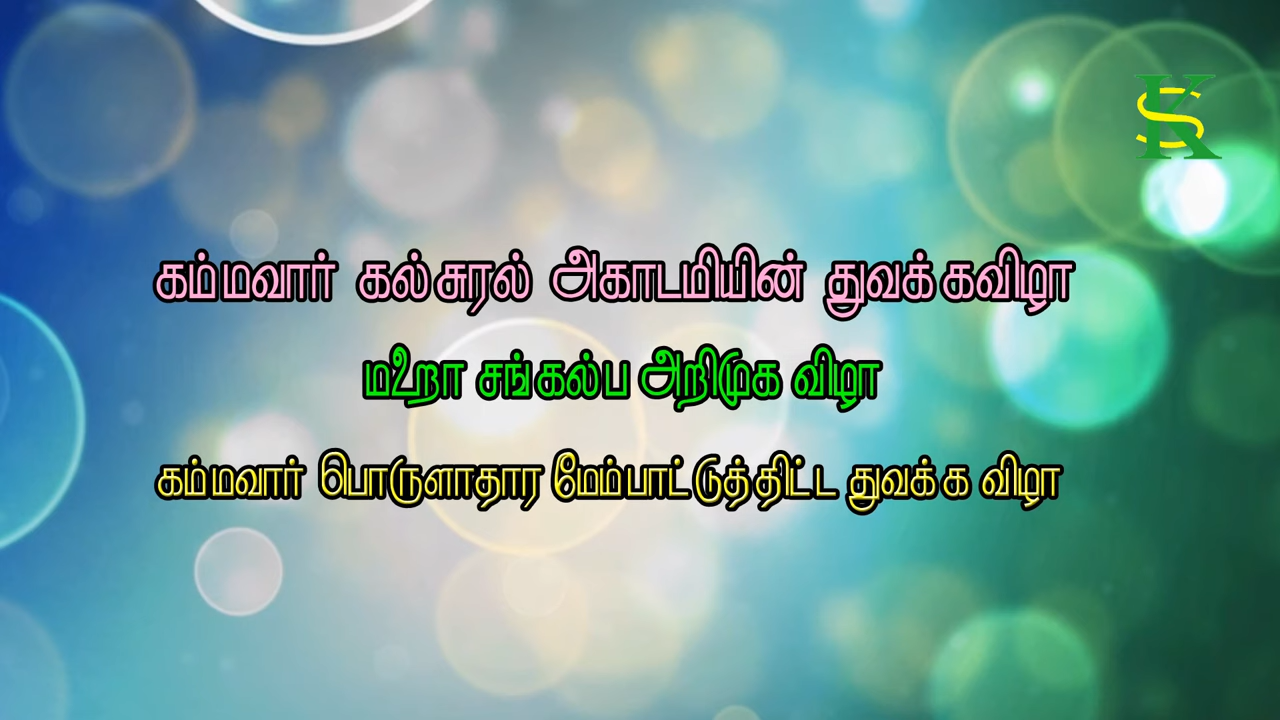 கம்மவார் கல்சுரல் அகாடமியின் துவக்கவிழா
மஹா சங்கல்ப அறிமுக விழா
கம்மவார் பொருளாதார மேம்பாட்டுத்திட்ட துவக்க விழா